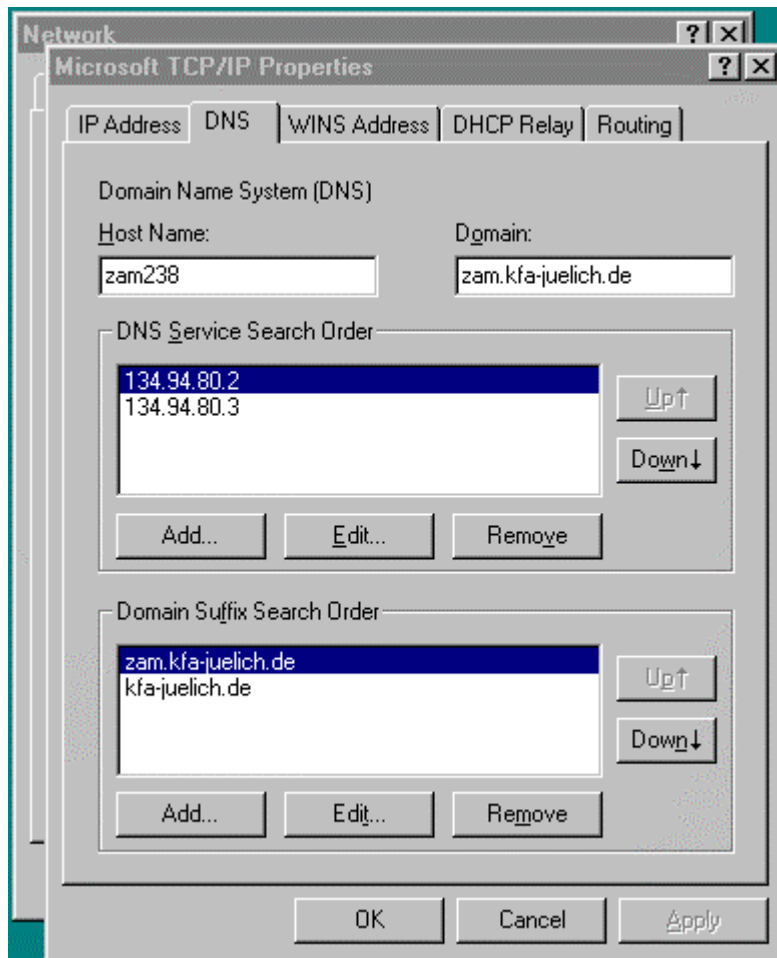 Network
Microsoft TCP/IP Properties
IP Address DNS WINS Address DHCP Relay Routing
Domain Name System (DNS)
Host Name: Domain:
zam238 zam.kfa-juelich.de
DNS Service Search Order
134.94.80.2
134.94.80.3
Up↑
Down↓
Add... Edit... Remove
Domain Suffix Search Order
zam.kfa-juelich.de
kfa-juelich.de
Up↑
Down↓
Add... Edit... Remove
OK Cancel Apply